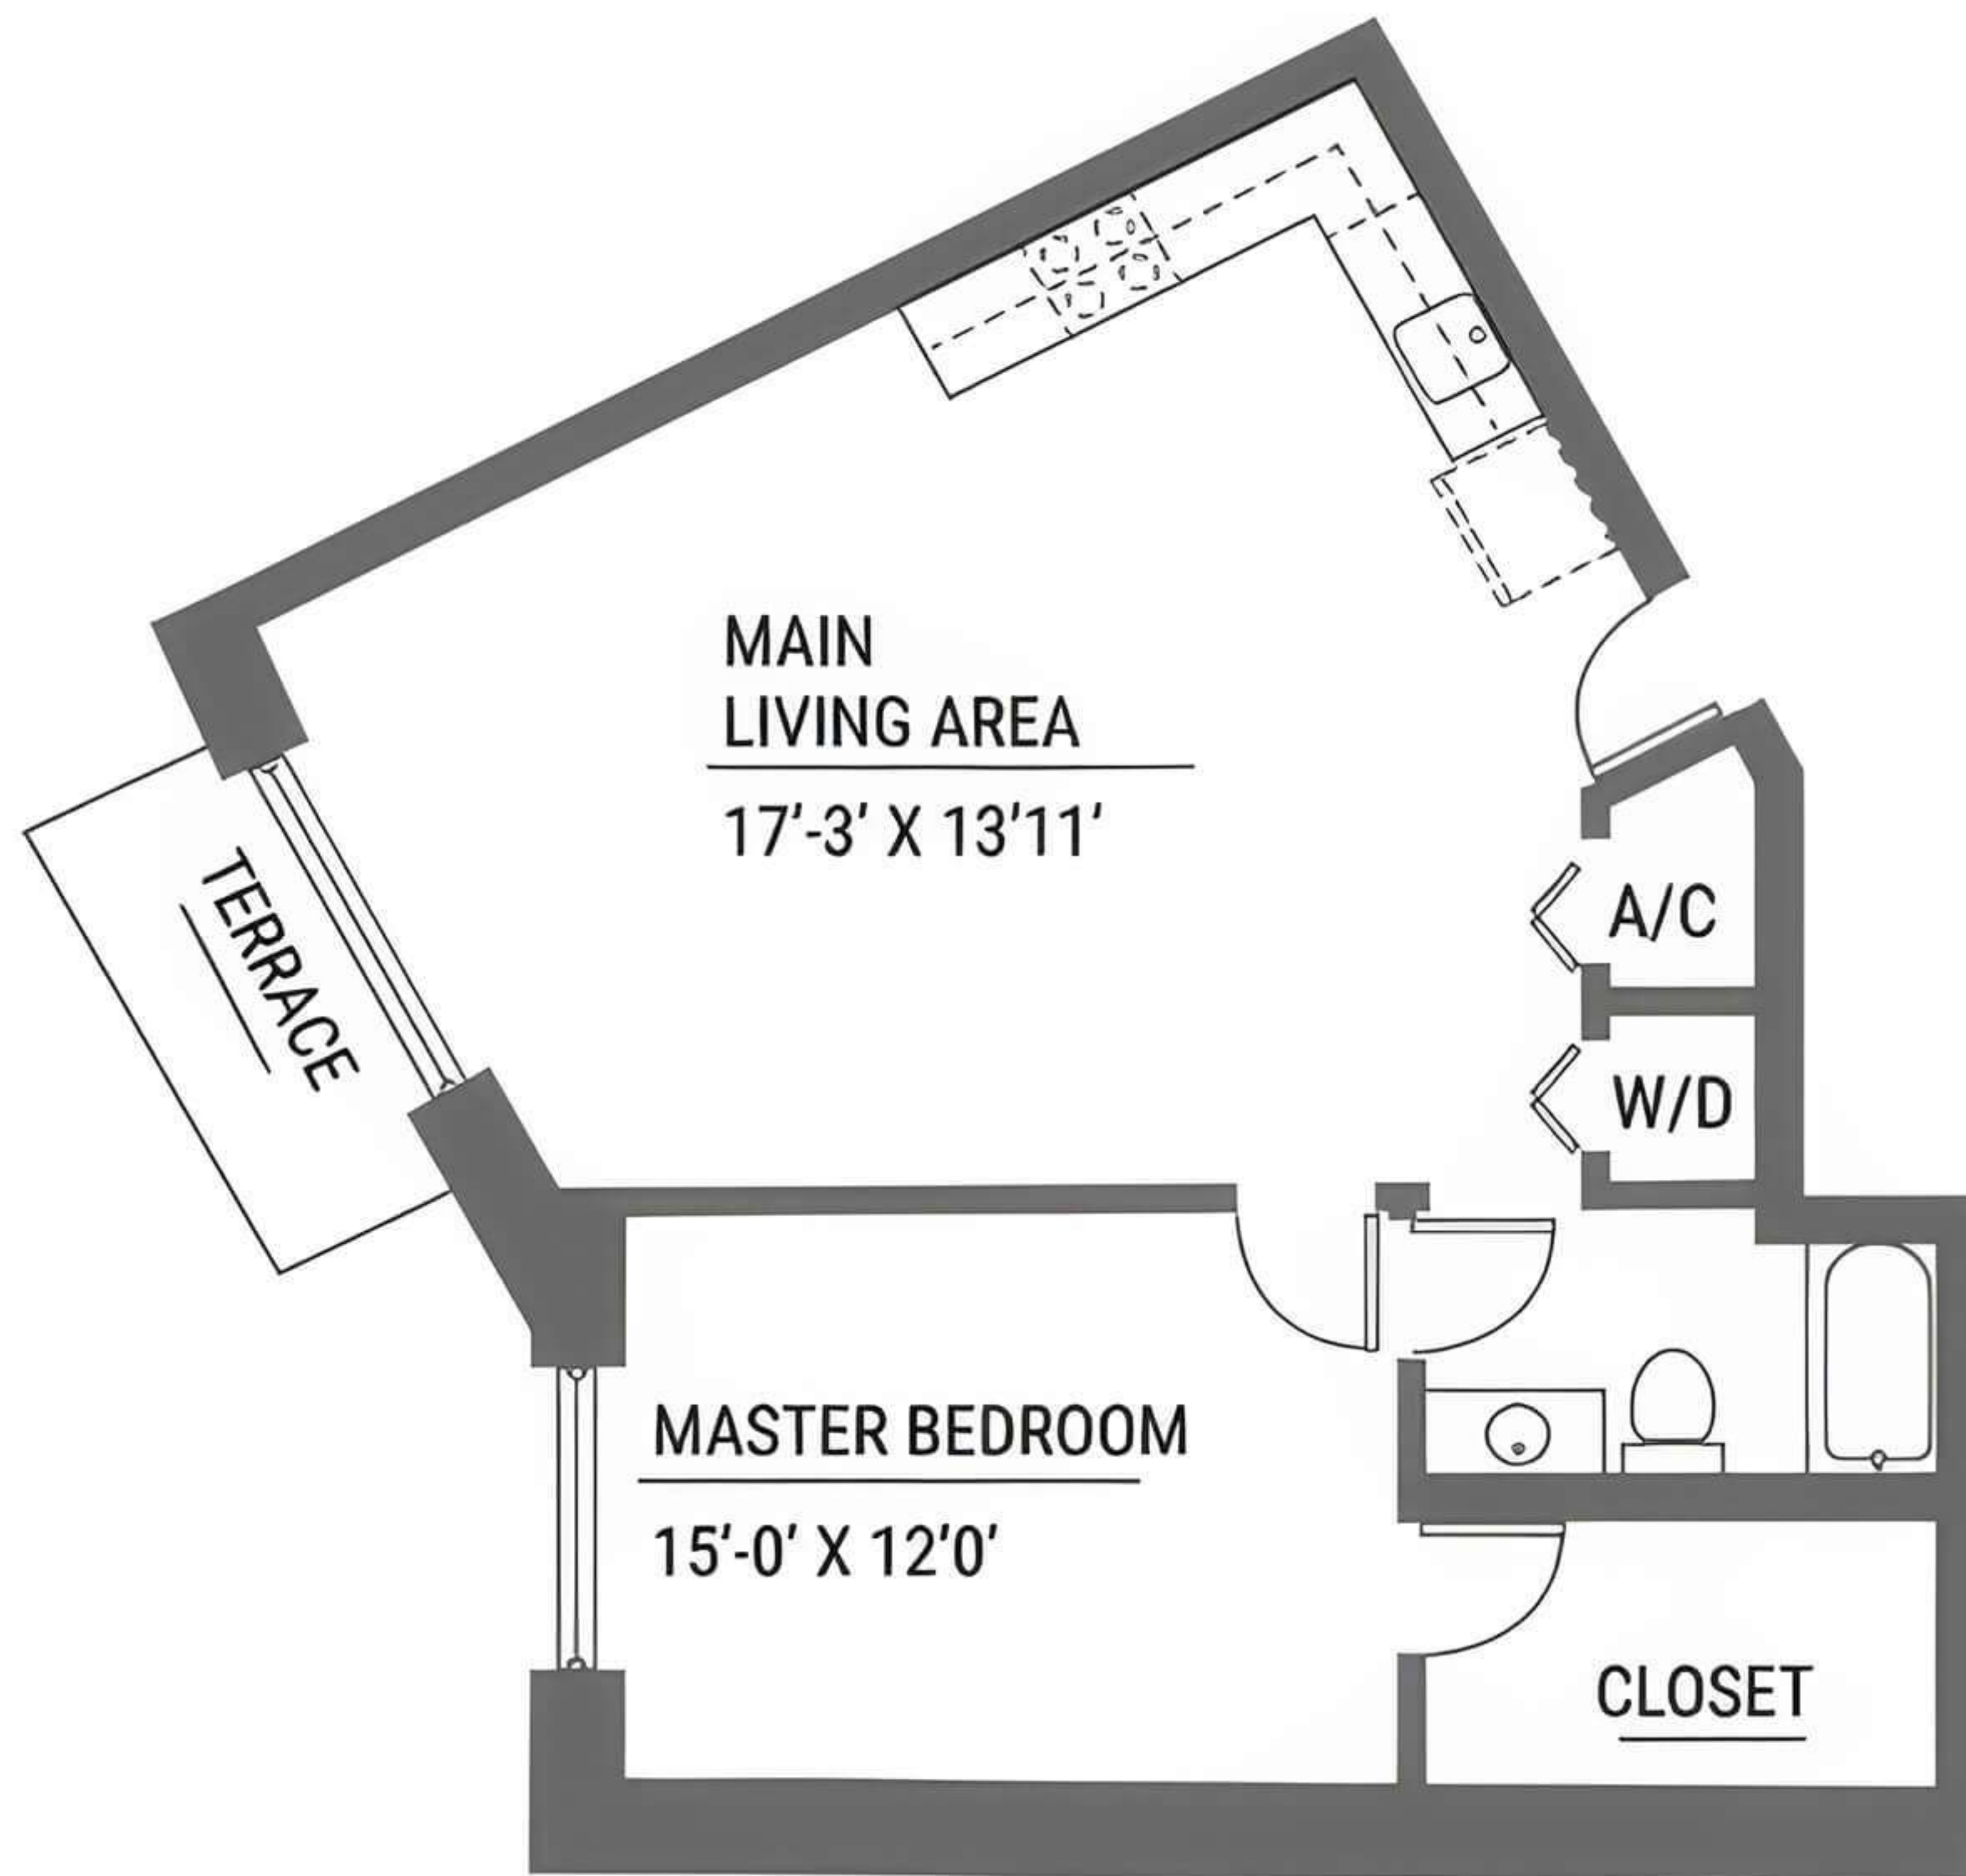 MAIN
LIVING AREA
17'-3' X 13'11'
TERRACE
A/C
W/D
MASTER BEDROOM
15'-0' X 12'0'
CLOSET